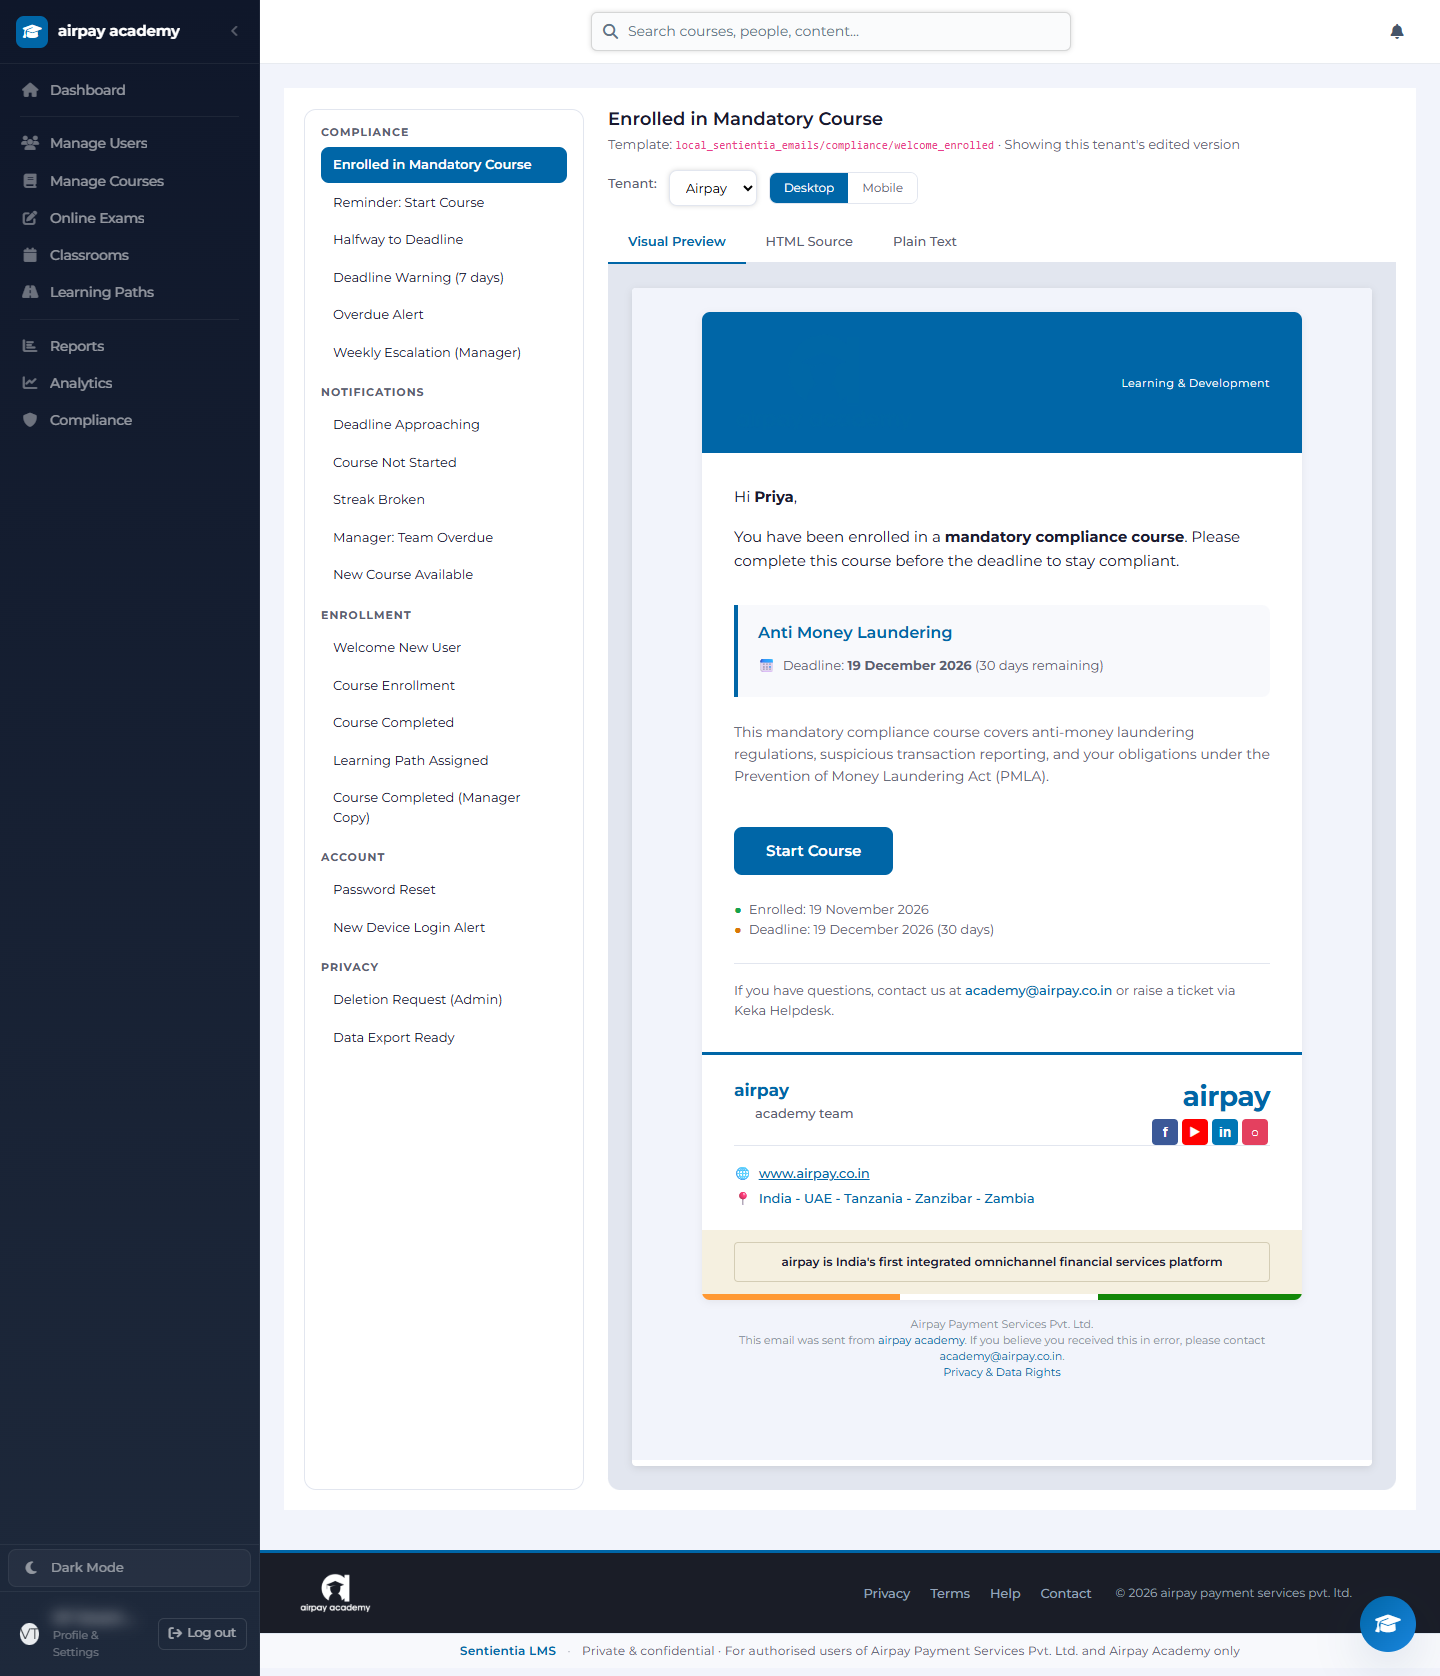 airpay academy
Search courses, people, content...
Dashboard
Manage Users
Manage Courses
Online Exams
Classrooms
Learning Paths
Reports
Analytics
Compliance
Dark Mode
VT
Profile &
Settings
Log out
COMPLIANCE
Enrolled in Mandatory Course
Reminder: Start Course
Halfway to Deadline
Deadline Warning (7 days)
Overdue Alert
Weekly Escalation (Manager)
NOTIFICATIONS
Deadline Approaching
Course Not Started
Streak Broken
Manager: Team Overdue
New Course Available
ENROLLMENT
Welcome New User
Course Enrollment
Course Completed
Learning Path Assigned
Course Completed (Manager
Copy)
ACCOUNT
Password Reset
New Device Login Alert
PRIVACY
Deletion Request (Admin)
Data Export Ready
Enrolled in Mandatory Course
Template: local_sentientia_emails/compliance/welcome_enrolled · Showing this tenant's edited version
Tenant: Airpay Desktop Mobile
Visual Preview HTML Source Plain Text
Learning & Development
Hi Priya,
You have been enrolled in a mandatory compliance course. Please
complete this course before the deadline to stay compliant.
Anti Money Laundering
Deadline: 19 December 2026 (30 days remaining)
This mandatory compliance course covers anti-money laundering
regulations, suspicious transaction reporting, and your obligations under the
Prevention of Money Laundering Act (PMLA).
Start Course
● Enrolled: 19 November 2026
● Deadline: 19 December 2026 (30 days)
If you have questions, contact us at academy@airpay.co.in or raise a ticket via
Keka Helpdesk.
airpay
academy team
airpay
f ▶ in ○
www.airpay.co.in
India - UAE - Tanzania - Zanzibar - Zambia
airpay is India's first integrated omnichannel financial services platform
Airpay Payment Services Pvt. Ltd.
This email was sent from airpay academy. If you believe you received this in error, please contact
academy@airpay.co.in.
Privacy & Data Rights
airpay academy
Privacy Terms Help Contact © 2026 airpay payment services pvt. ltd.
Sentientia LMS · Private & confidential · For authorised users of Airpay Payment Services Pvt. Ltd. and Airpay Academy only